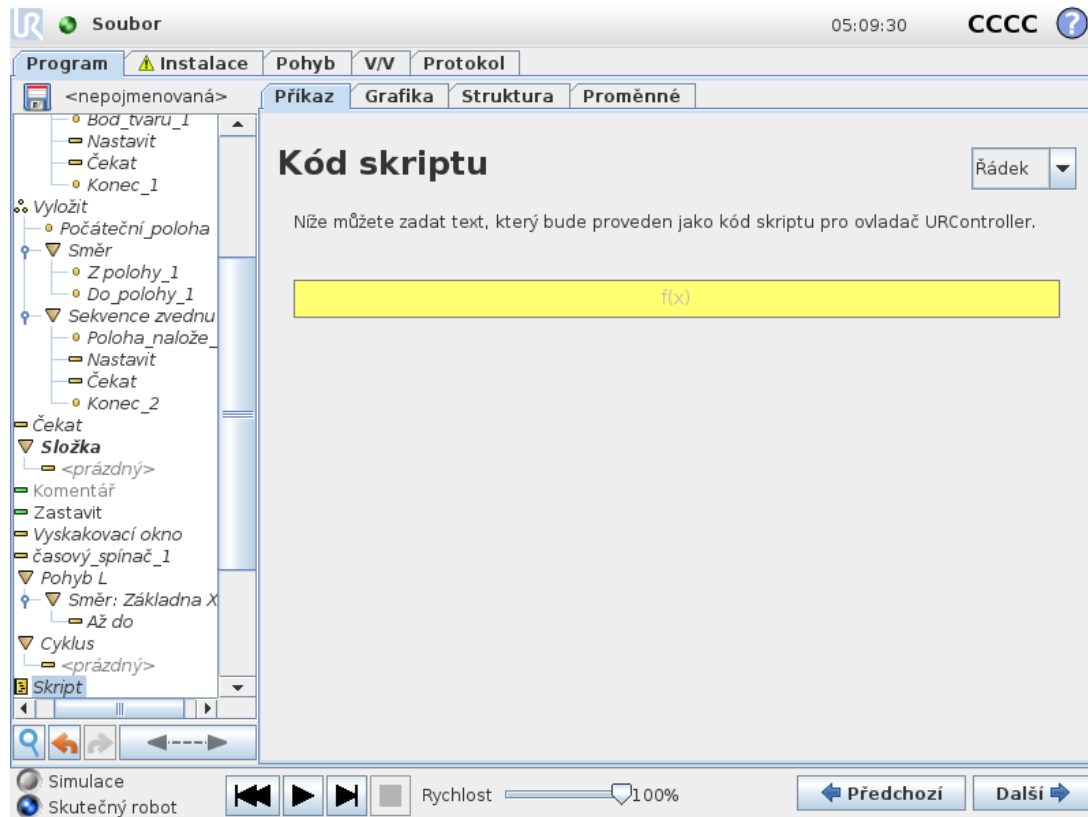 Soubor 05:09:30 CCCC ?
Program Instalace Pohyb V/V Protokol
<nepojmenovaná> Příkaz Grafika Struktura Proměnné
Bod_tvaru_1
Nastavit
Čekat
Konec_1
Vyložit
Počáteční_poloha
Směr
Z polohy_1
Do_polohy_1
Sekvence zvednu
Poloha_nalože_
Nastavit
Čekat
Konec_2
Čekat
Složka
<prázdný>
Komentář
Zastavit
Vyskakovací okno
časový_spínač_1
Pohyb L
Směr: Základna X
Až do
Cyklus
<prázdný>
Skript
Kód skriptu
Řádek
Níže můžete zadat text, který bude proveden jako kód skriptu pro ovladač URController.
f(x)
Simulace
Skutečný robot
Rychlost 100%
Předchozí Další